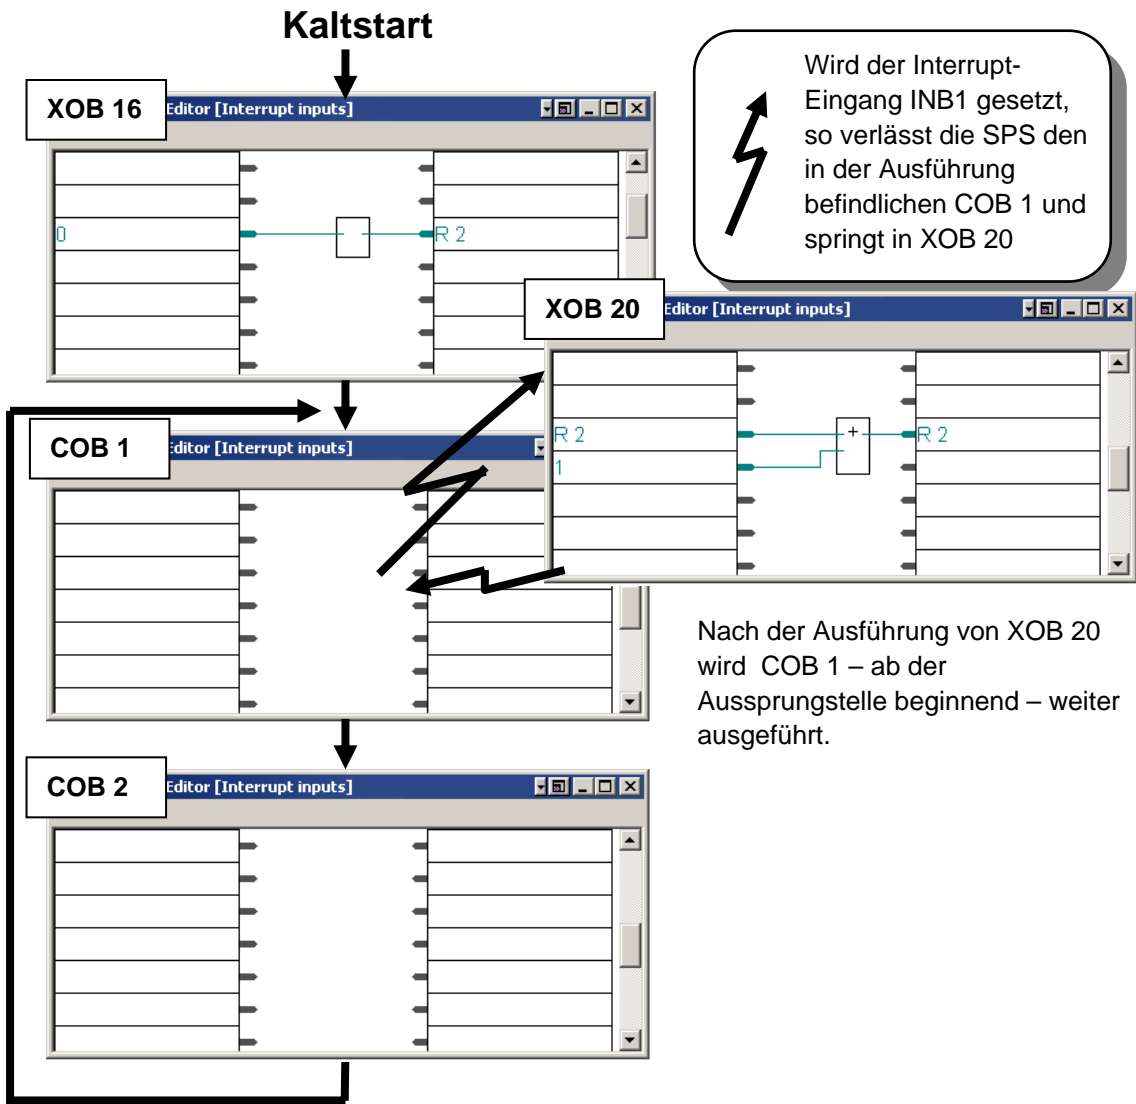 Kaltstart
XOB 16
Editor [Interrupt inputs]
0
R 2
Wird der Interrupt-
Eingang INB1 gesetzt,
so verlässt die SPS den
in der Ausführung
befindlichen COB 1 und
springt in XOB 20
XOB 20
Editor [Interrupt inputs]
R 2
+
R 2
1
COB 1
Editor [Interrupt inputs]
Nach der Ausführung von XOB 20
wird COB 1 – ab der
Aussprungstelle beginnend – weiter
ausgeführt.
COB 2
Editor [Interrupt inputs]